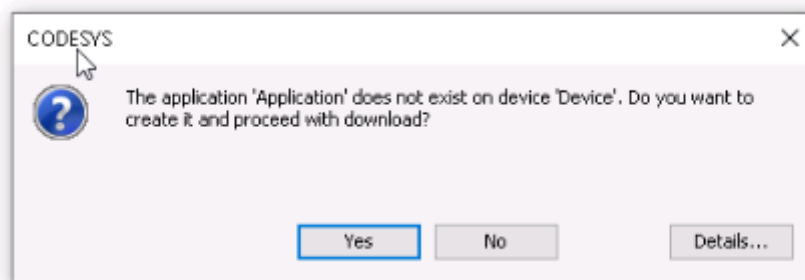 CODESYS
The application 'Application' does not exist on device 'Device'. Do you want to
create it and proceed with download?
Yes
No
Details...